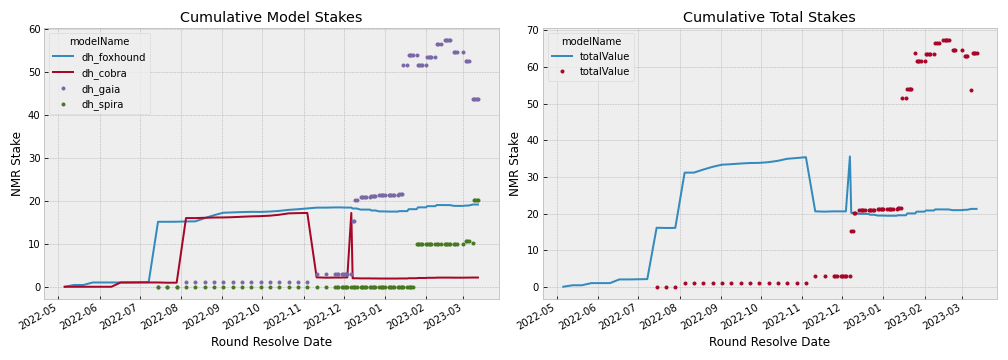 Cumulative Model Stakes
NMR Stake
60
50
40
30
20
10
0
modelName
dh_foxhound
dh_cobra
dh_gaia
dh_spira
2022-05
2022-06
2022-07
2022-08
2022-09
2022-10
2022-11
2022-12
2023-01
2023-02
2023-03
Round Resolve Date
Cumulative Total Stakes
NMR Stake
70
60
50
40
30
20
10
0
modelName
totalValue
totalValue
2022-05
2022-06
2022-07
2022-08
2022-09
2022-10
2022-11
2022-12
2023-01
2023-02
2023-03
Round Resolve Date